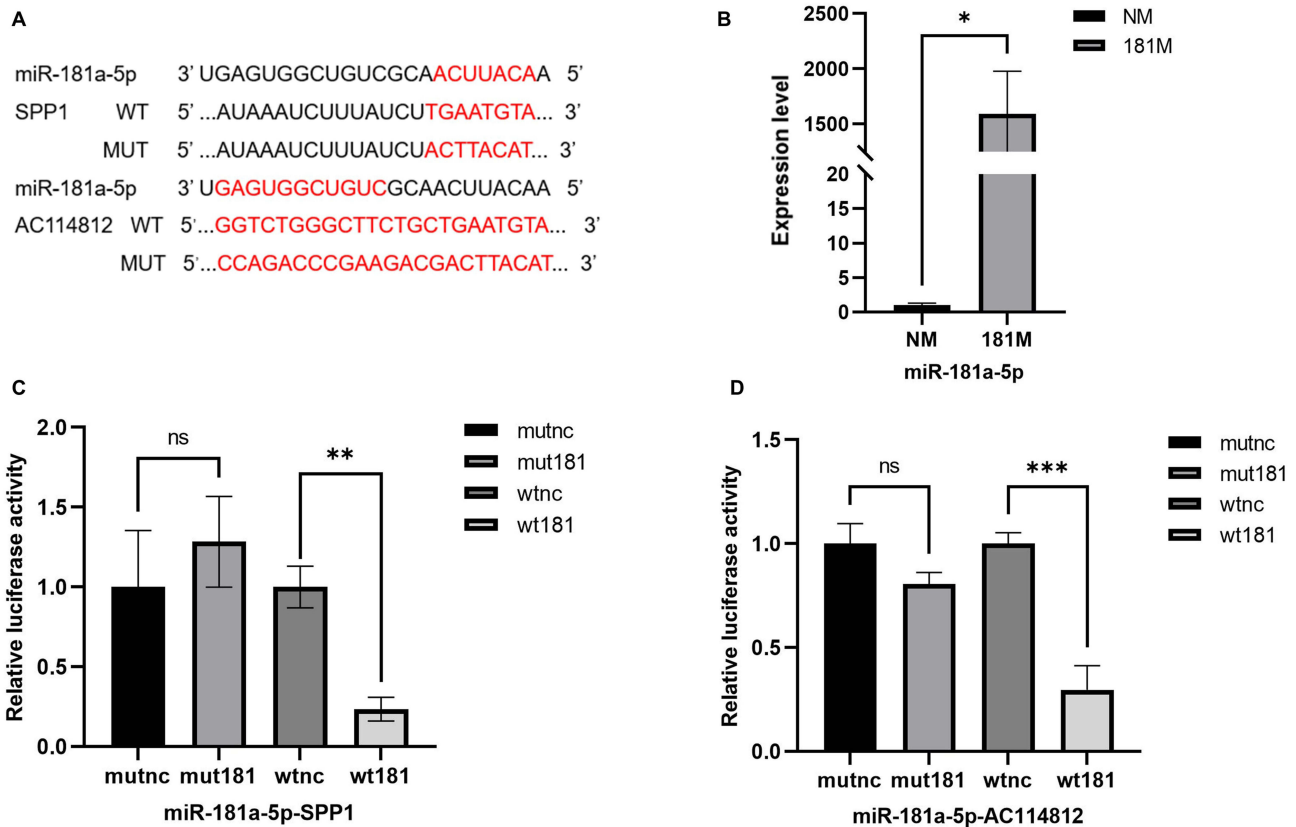 A
miR-181a-5p 3’ UGAGUGGCUGUCGCAACUUACAA 5’
SPP1 WT 5’ ...AUAAAUCUUUAUCUTGAATGTA... 3’
MUT 5’ ...AUAAAUCUUUAUCUACTTACAT... 3’
miR-181a-5p 3’ UGAGUGGCUGUCGCAACUUACAA 5’
AC114812 WT 5’...GGTCTGGGCTTCTGCTGAATGTA... 3’
MUT 5’...CCAGACCCGAAGACGACTTACAT... 3’
B
Expression level
2500
2000
1500
20
15
10
5
0
*
NM
181M
NM 181M
miR-181a-5p
C
Relative luciferase activity
2.0
1.5
1.0
0.5
0.0
ns
**
mutnc
mut181
wtnc
wt181
mutnc mut181 wtnc wt181
miR-181a-5p-SPP1
D
Relative luciferase activity
1.5
1.0
0.5
0.0
ns
***
mutnc
mut181
wtnc
wt181
mutnc mut181 wtnc wt181
miR-181a-5p-AC114812